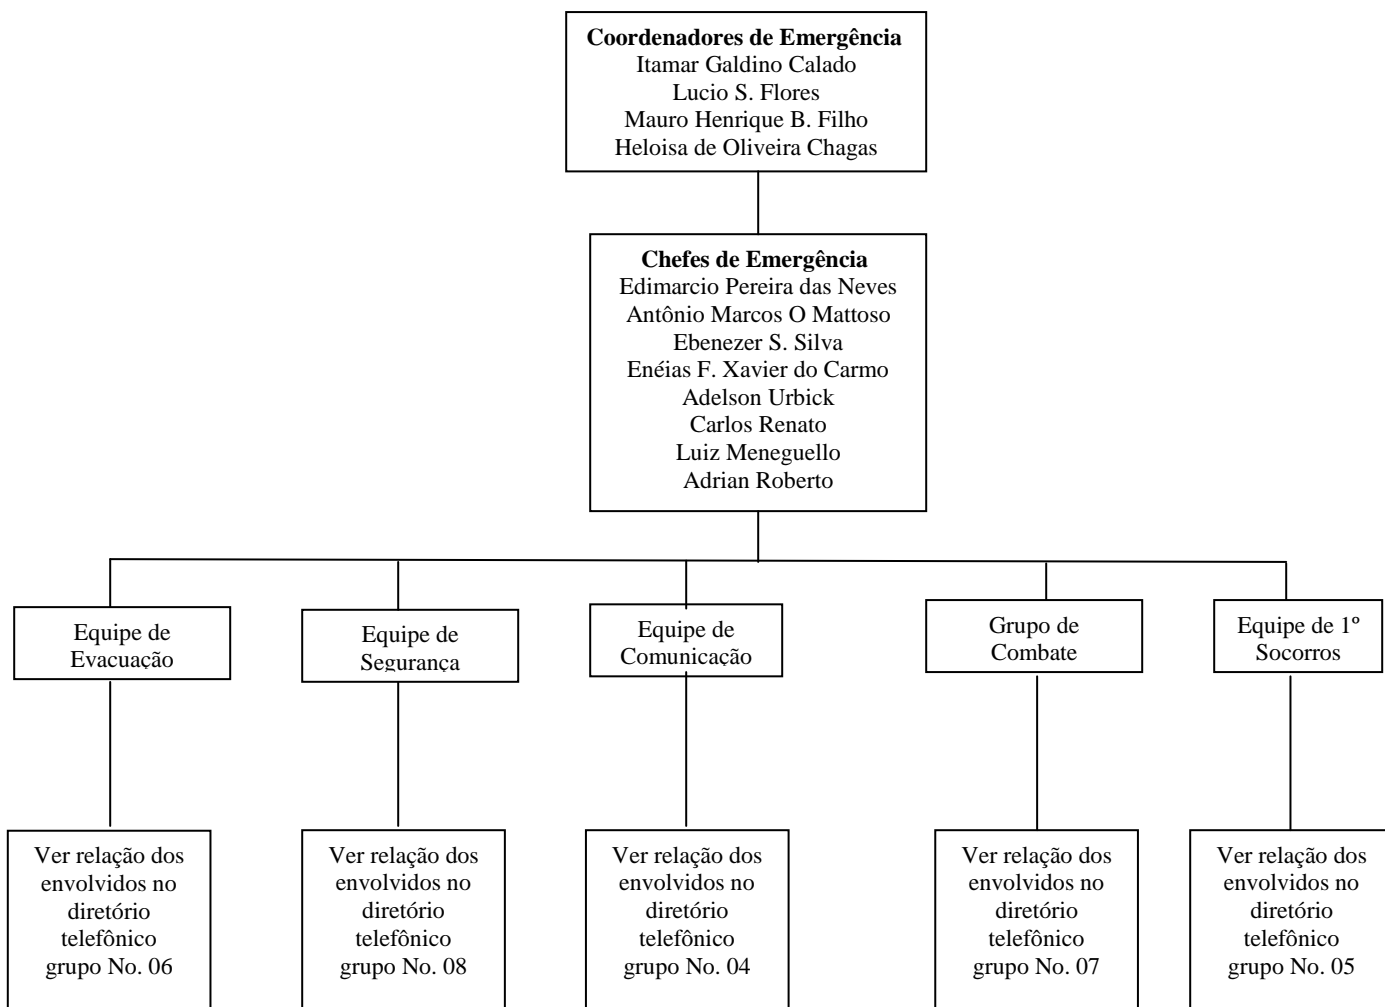 Coordenadores de Emergência
Itamar Galdino Calado
Lucio S. Flores
Mauro Henrique B. Filho
Heloisa de Oliveira Chagas
Chefes de Emergência
Edimarcio Pereira das Neves
Antônio Marcos O Mattoso
Ebenezer S. Silva
Enéias F. Xavier do Carmo
Adelson Urbick
Carlos Renato
Luiz Meneguello
Adrian Roberto
Equipe de
Evacuação
Equipe de
Segurança
Equipe de
Comunicação
Grupo de
Combate
Equipe de 1º
Socorros
Ver relação dos
envolvidos no
diretório
telefônico
grupo No. 06
Ver relação dos
envolvidos no
diretório
telefônico
grupo No. 08
Ver relação dos
envolvidos no
diretório
telefônico
grupo No. 04
Ver relação dos
envolvidos no
diretório
telefônico
grupo No. 07
Ver relação dos
envolvidos no
diretório
telefônico
grupo No. 05